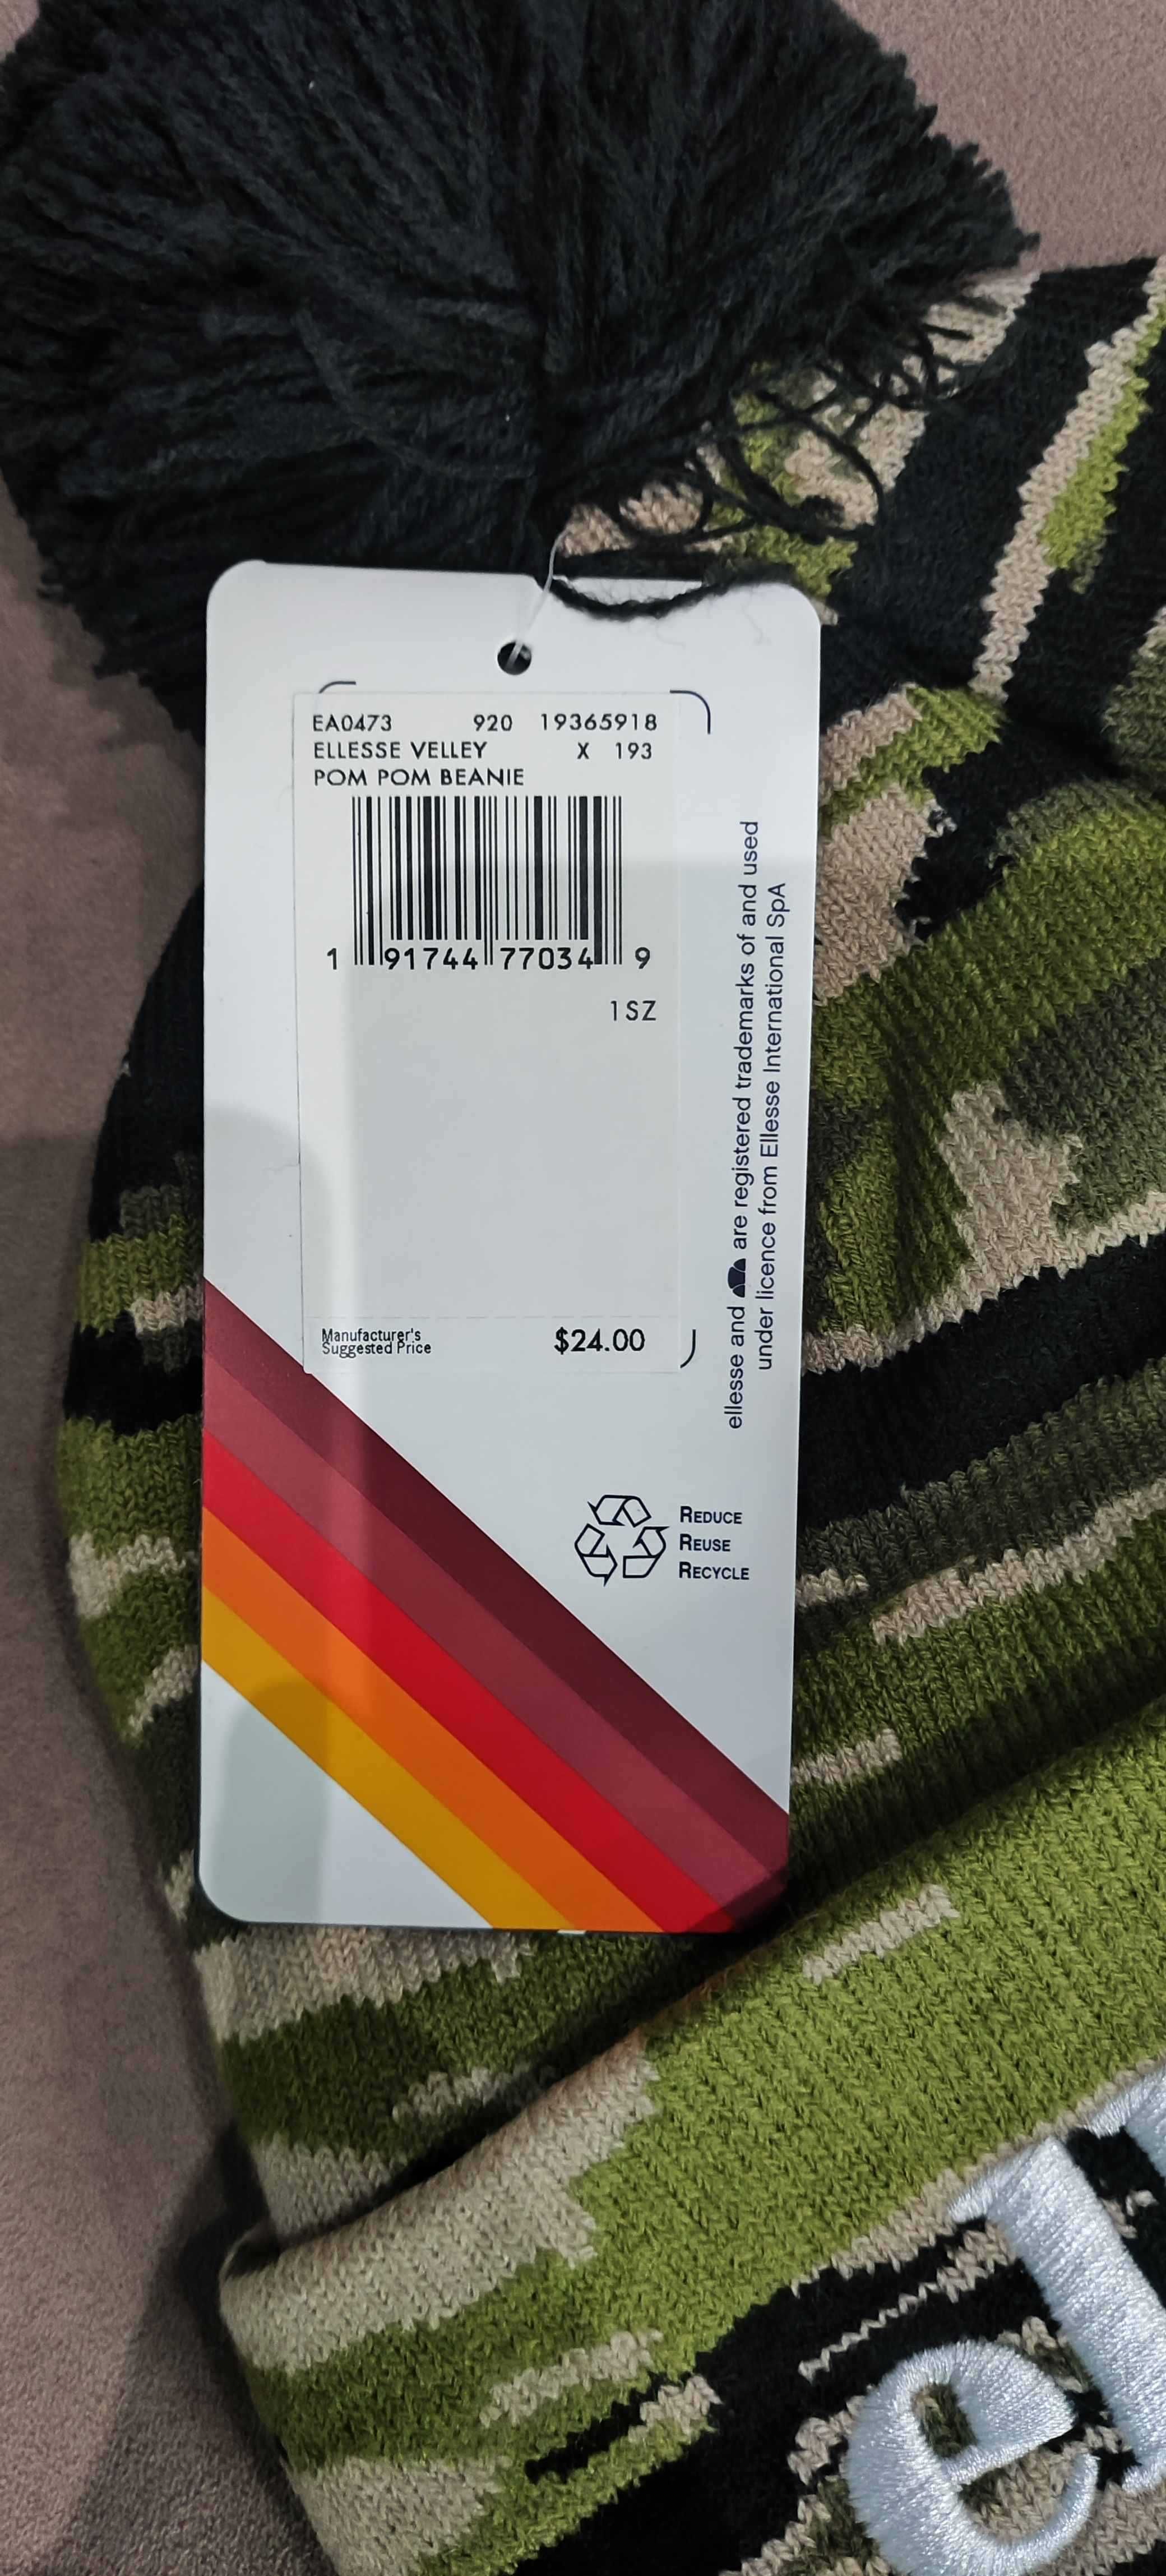 EA0473 920 19365918
ELLESSE VELLEY X 193
POM POM BEANIE
1 91744 77034 9
1SZ
Manufacturer's
Suggested Price
$24.00
ellesse and are registered trademarks of and used
under licence from Ellesse International SpA
REDUCE
REUSE
RECYCLE
el